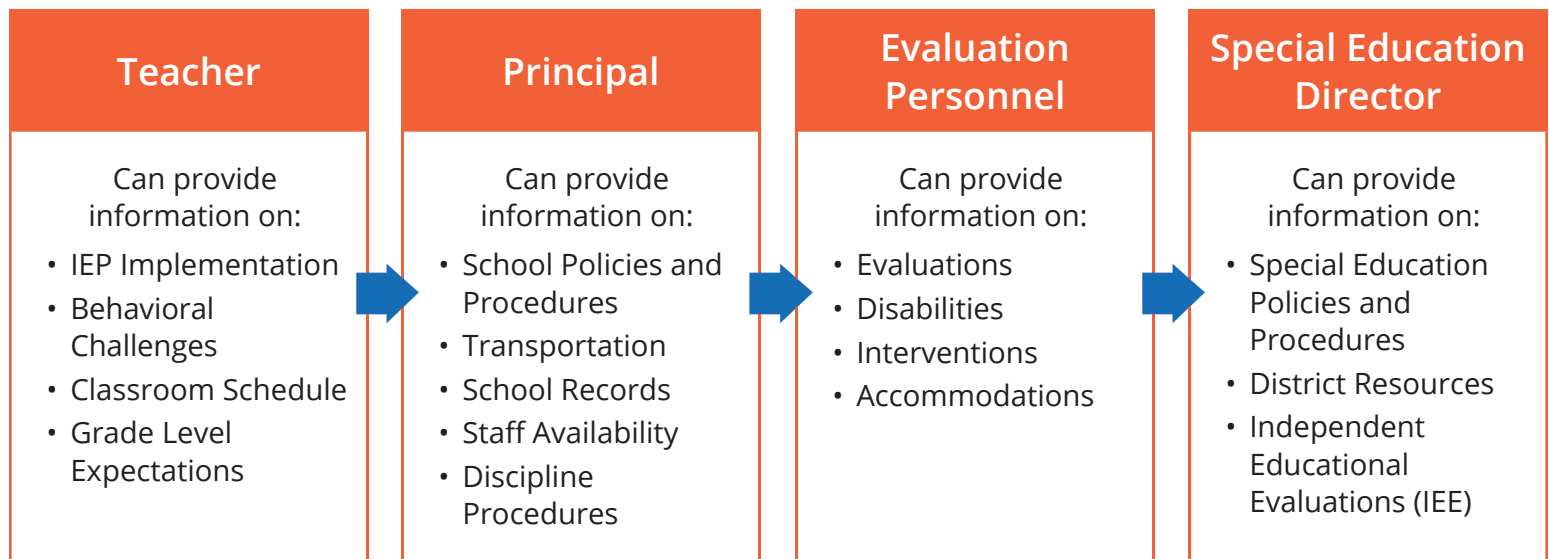 Teacher
Can provide
information on:
• IEP Implementation
• Behavioral
Challenges
• Classroom Schedule
• Grade Level
Expectations
Principal
Can provide
information on:
• School Policies and
Procedures
• Transportation
• School Records
• Staff Availability
• Discipline
Procedures
Evaluation
Personnel
Can provide
information on:
• Evaluations
• Disabilities
• Interventions
• Accommodations
Special Education
Director
Can provide
information on:
• Special Education
Policies and
Procedures
• District Resources
• Independent
Educational
Evaluations (IEE)